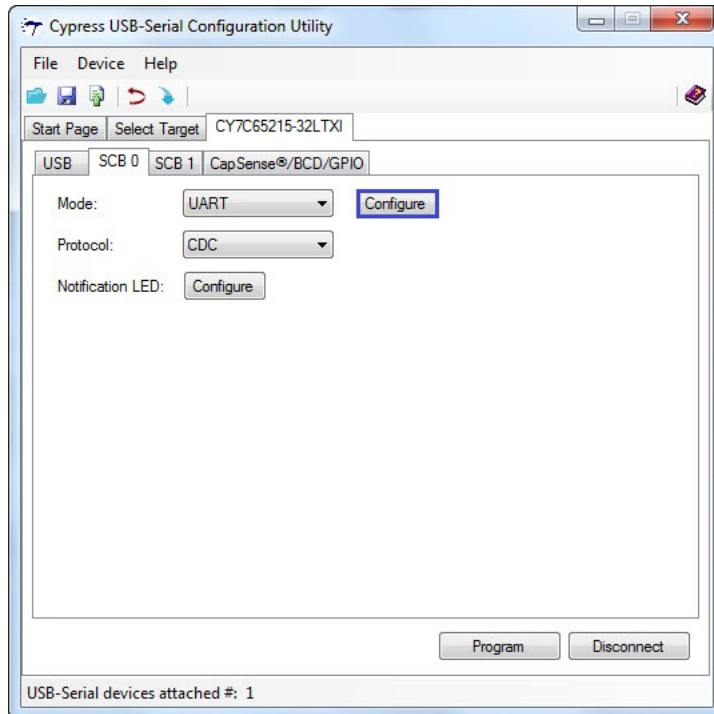 Cypress USB-Serial Configuration Utility
File Device Help
Start Page Select Target CY7C65215-32LTXI
USB SCB 0 SCB 1 CapSense®/BCD/GPIO
Mode: UART Configure
Protocol: CDC
Notification LED: Configure
Program Disconnect
USB-Serial devices attached #: 1